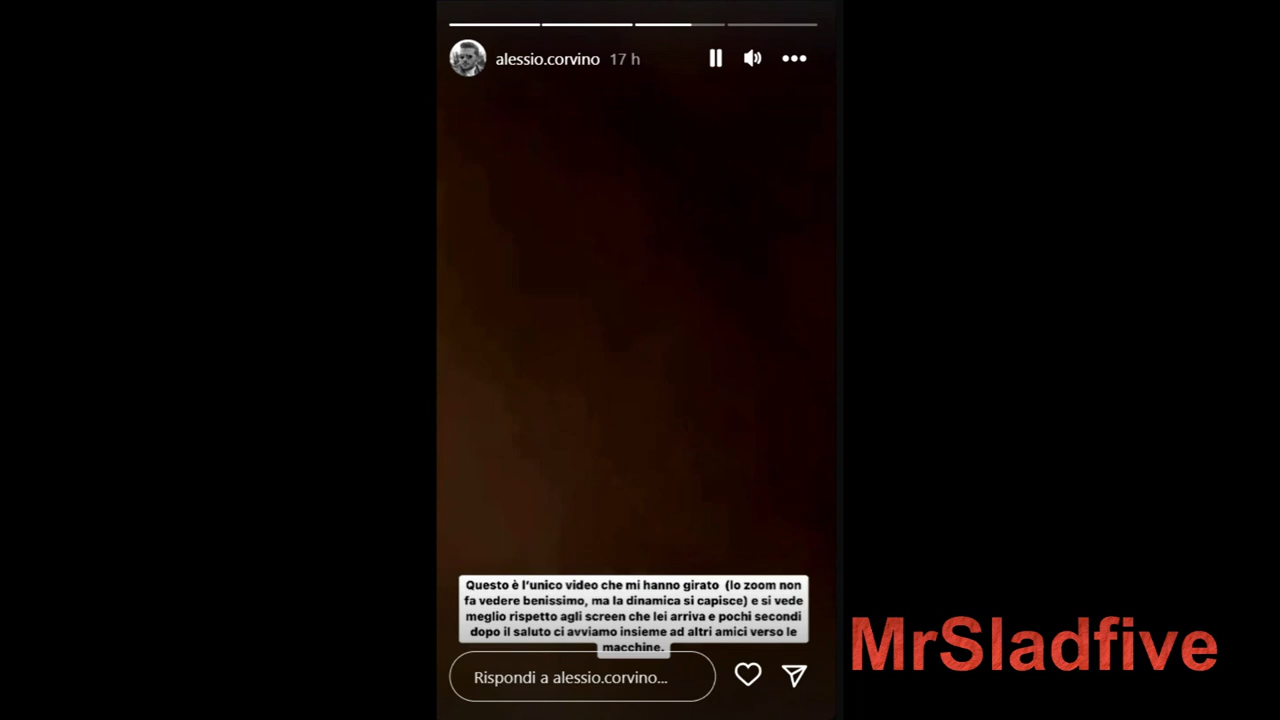 alessio.corvino 17 h
Questo è l'unico video che mi hanno girato (lo zoom non
fa vedere benissimo, ma la dinamica si capisce) e si vede
meglio rispetto agli screen che lei arriva e pochi secondi
dopo il saluto ci avviamo insieme ad altri amici verso le
macchine.
Rispondi a alessio.corvino...
MrSladfive